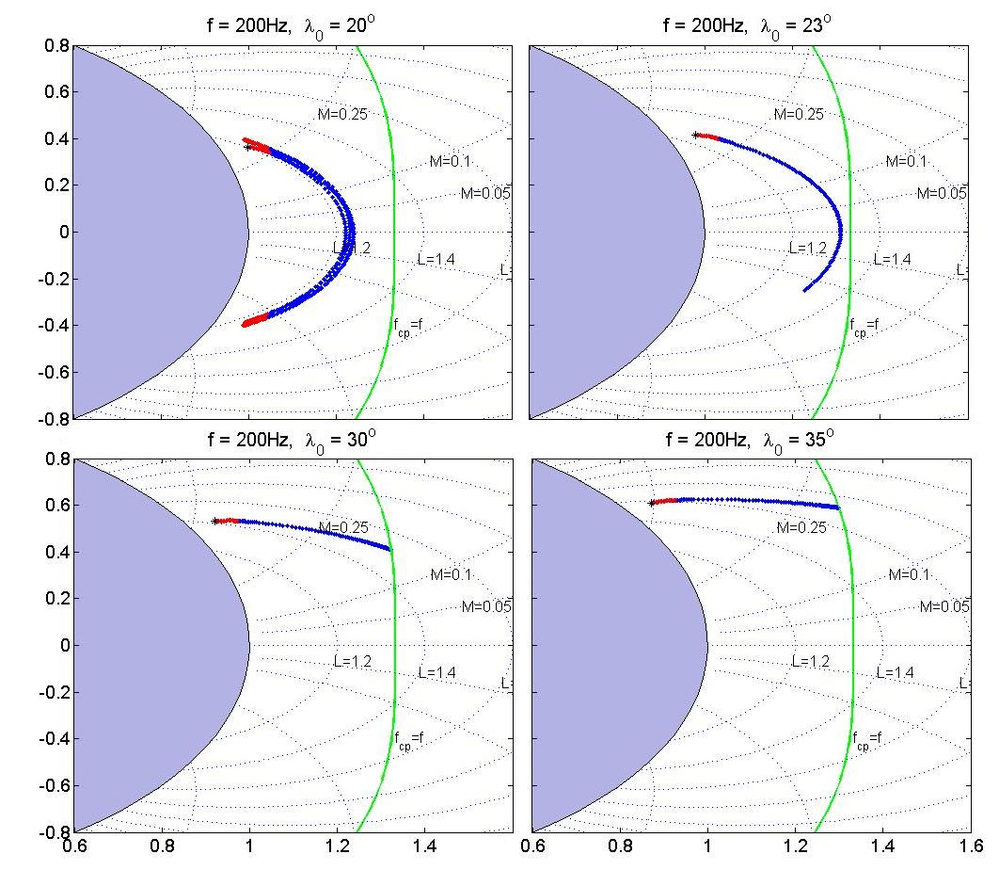 f = 200Hz, λ0 = 20o
f = 200Hz, λ0 = 23o
0.8
0.6
0.4
0.2
0
-0.2
-0.4
-0.6
-0.8
M=0.25
M=0.1
M=0.05
L=1.2
L=1.4
L:
fcp=f
M=0.25
M=0.1
M=0.05
L=1.2
L=1.4
L:
fcp=f
f = 200Hz, λ0 = 30o
f = 200Hz, λ0 = 35o
0.8
0.6
0.4
0.2
0
-0.2
-0.4
-0.6
-0.8
M=0.25
M=0.1
M=0.05
L=1.2
L=1.4
L:
fcp=f
M=0.25
M=0.1
M=0.05
L=1.2
L=1.4
L:
fcp=f
0.6 0.8 1 1.2 1.4
0.6 0.8 1 1.2 1.4 1.6